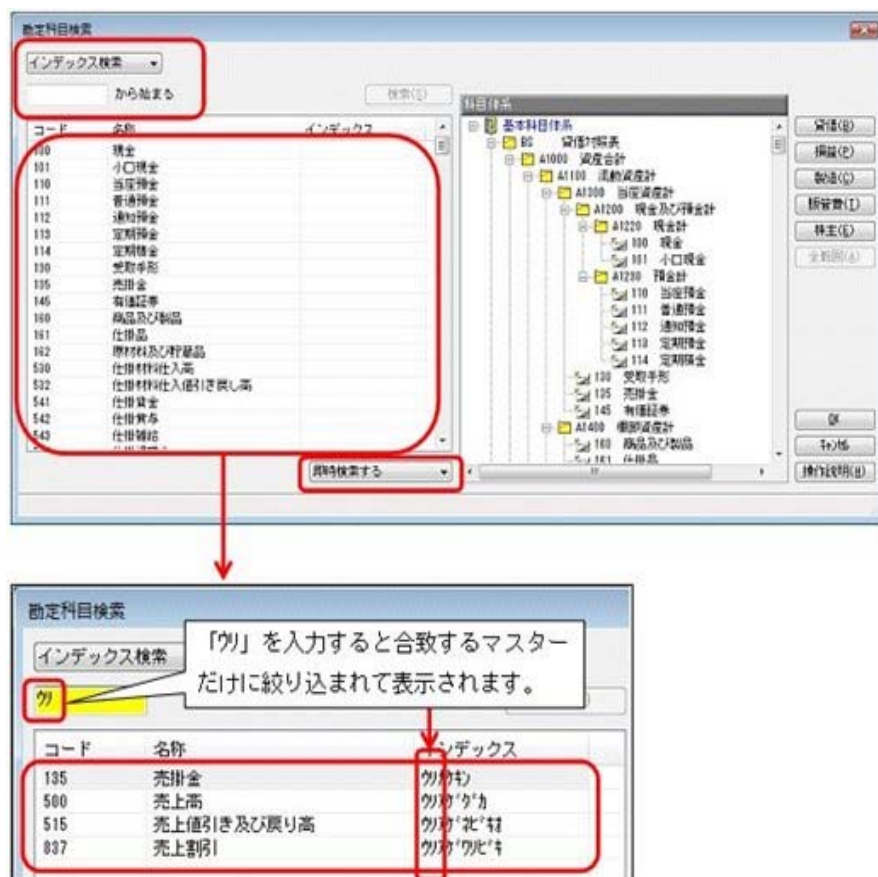 勘定科目検索
インデックス検索
から始まる
検索(S)
コード 名称 インデックス
100 現金
101 小口現金
110 当座預金
111 普通預金
112 通知預金
113 定期預金
114 定期積金
130 受取手形
135 売掛金
145 有価証券
160 商品及び製品
161 仕掛品
162 原材料及び貯蔵品
530 仕掛材料仕入高
532 仕掛材料仕入値引き戻し高
541 仕掛賃金
542 仕掛賞与
543 仕掛雑給
即時検索する
科目体系
基本科目体系
BS 貸借対照表
A1000 資産合計
A1100 流動資産計
A1300 当座資産計
A1200 現金及び預金計
A1220 現金計
100 現金
101 小口現金
A1230 預金計
110 当座預金
111 普通預金
112 通知預金
113 定期預金
114 定期積金
130 受取手形
135 売掛金
145 有価証券
A1400 棚卸資産計
160 商品及び製品
161 仕掛品
貸借(B)
損益(P)
製造(C)
販管費(I)
株主(E)
全範囲(A)
OK
ｷｬﾝｾﾙ
操作説明(H)
勘定科目検索
インデックス検索
「ｳﾘ」を入力すると合致するマスター
だけに絞り込まれて表示されます。
ｳﾘ
コード 名称 インデックス
135 売掛金 ｳﾘｶｹｷﾝ
500 売上高 ｳﾘｱｹﾞﾀﾞｶ
515 売上値引き及び戻り高 ｳﾘｱｹﾞﾈﾋﾞｷｵ
837 売上割引 ｳﾘｱｹﾞﾜﾘﾋﾞｷ